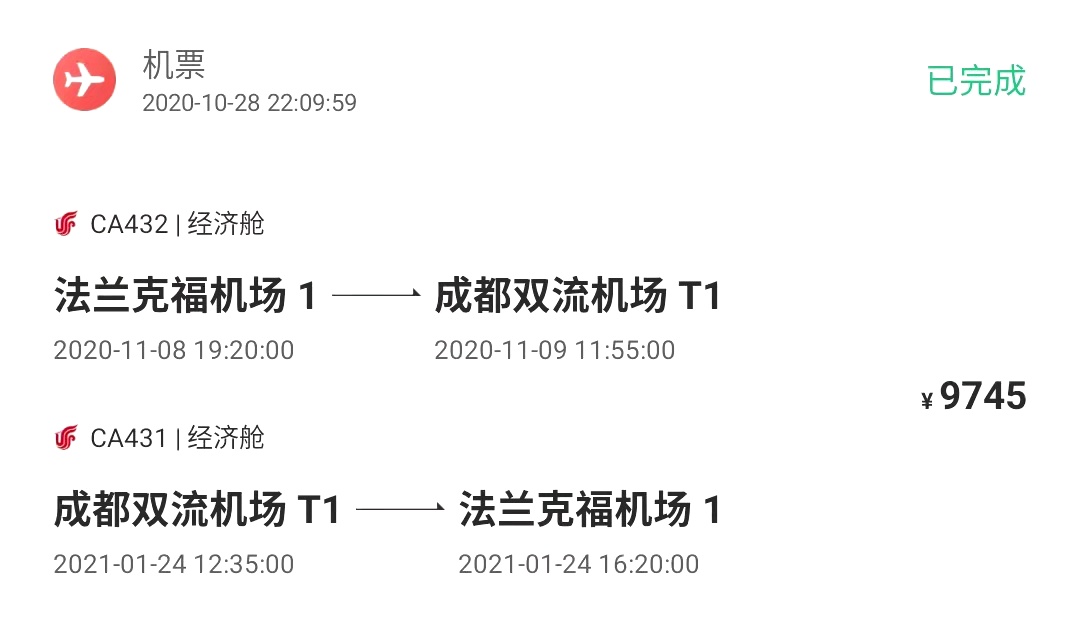 机票
已完成
2020-10-28 22:09:59
CA432 | 经济舱
法兰克福机场 1
成都双流机场 T1
2020-11-08 19:20:00
2020-11-09 11:55:00
¥ 9745
CA431 | 经济舱
成都双流机场 T1
法兰克福机场 1
2021-01-24 12:35:00
2021-01-24 16:20:00